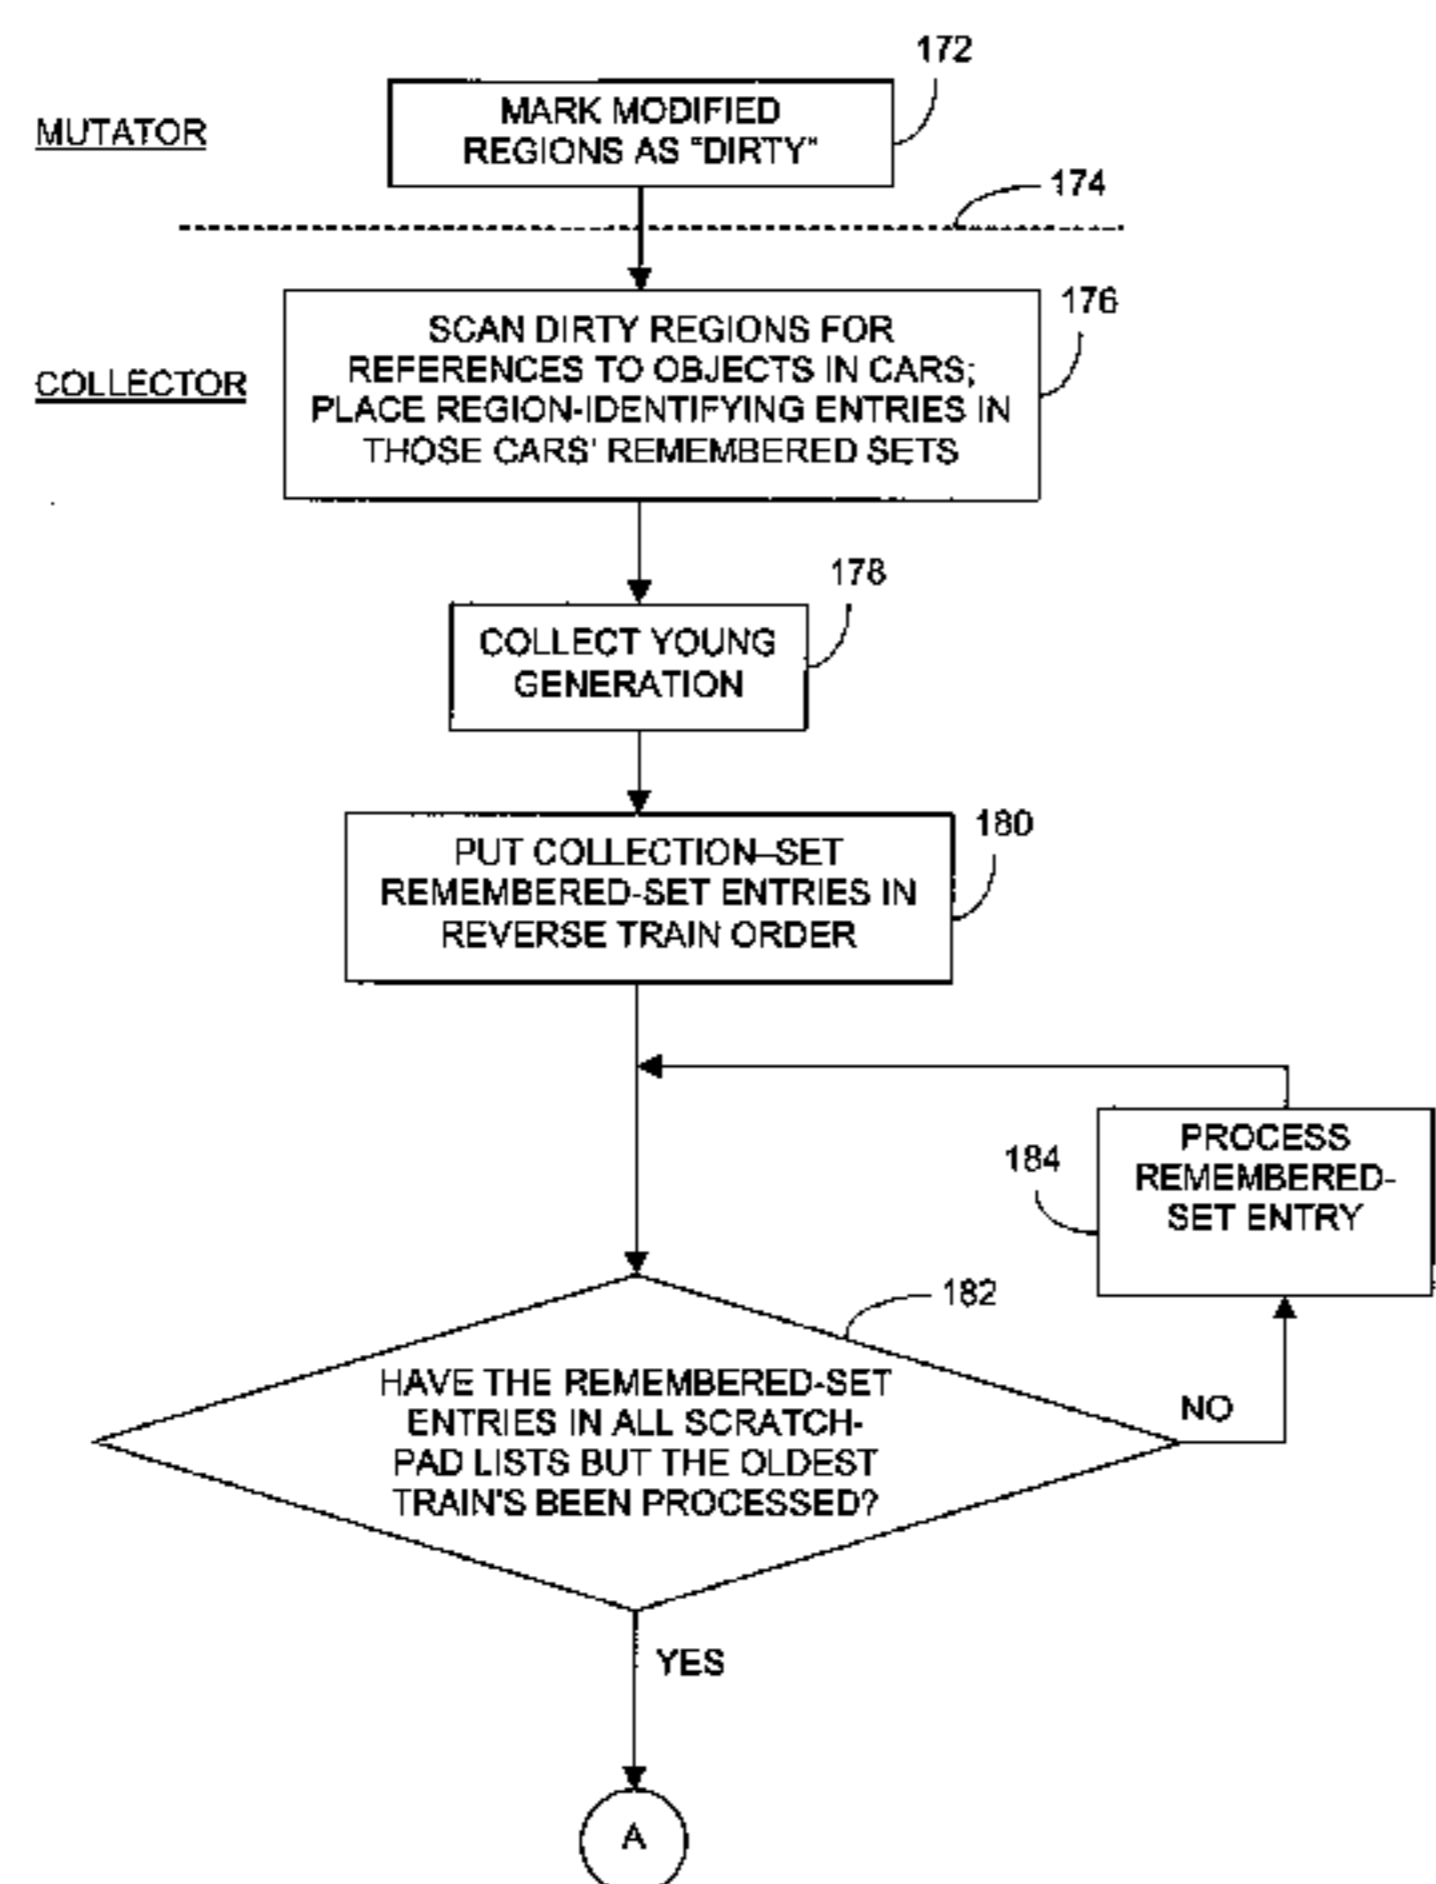 172
MUTATOR
MARK MODIFIED
REGIONS AS "DIRTY"
174
176
COLLECTOR
SCAN DIRTY REGIONS FOR
REFERENCES TO OBJECTS IN CARS;
PLACE REGION-IDENTIFYING ENTRIES IN
THOSE CARS' REMEMBERED SETS
178
COLLECT YOUNG
GENERATION
180
PUT COLLECTION–SET
REMEMBERED-SET ENTRIES IN
REVERSE TRAIN ORDER
184
PROCESS
REMEMBERED-
SET ENTRY
182
HAVE THE REMEMBERED-SET
ENTRIES IN ALL SCRATCH-
PAD LISTS BUT THE OLDEST
TRAIN'S BEEN PROCESSED?
NO
YES
A